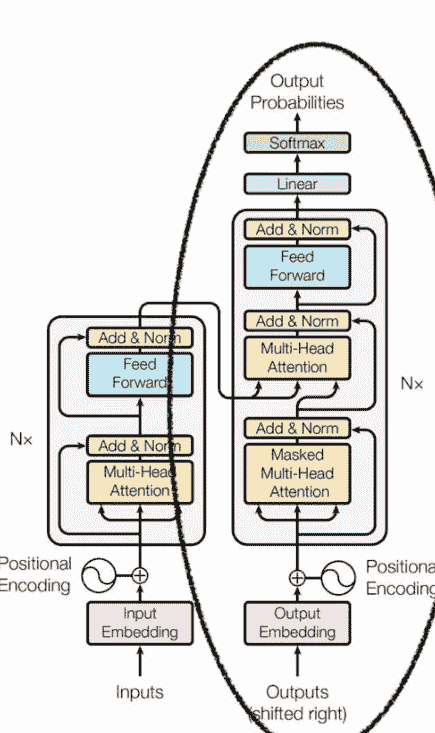 Output
Probabilities
Softmax
Linear
Add & Norm
Feed
Forward
Add & Norm
Multi-Head
Attention
Nx
Add & Norm
Masked
Multi-Head
Attention
Add & Norm
Feed
Forward
Nx
Add & Norm
Multi-Head
Attention
Positional
Encoding
Positiona
Encoding
Input
Embedding
Output
Embedding
Inputs
Outputs
(shifted right)